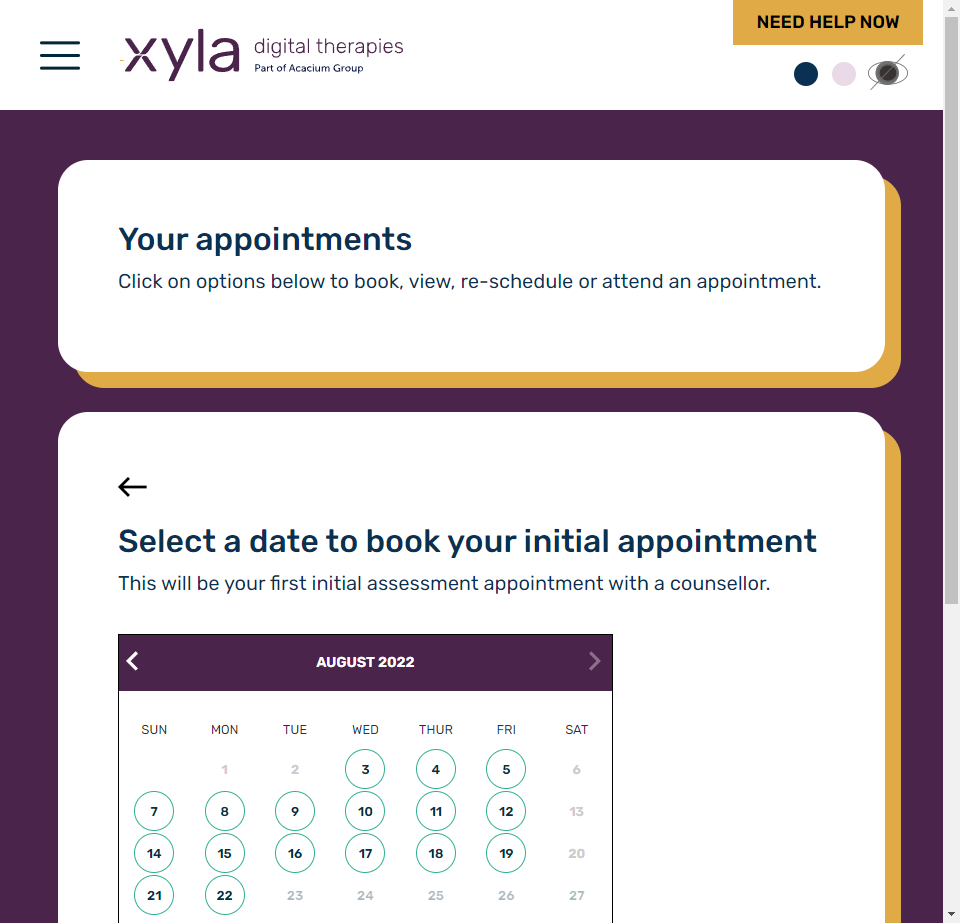 NEED HELP NOW
xyla digital therapies
Part of Acacium Group
Your appointments
Click on options below to book, view, re-schedule or attend an appointment.
Select a date to book your initial appointment
This will be your first initial assessment appointment with a counsellor.
AUGUST 2022
SUN MON TUE WED THUR FRI SAT
1 2 3 4 5 6
7 8 9 10 11 12 13
14 15 16 17 18 19 20
21 22 23 24 25 26 27